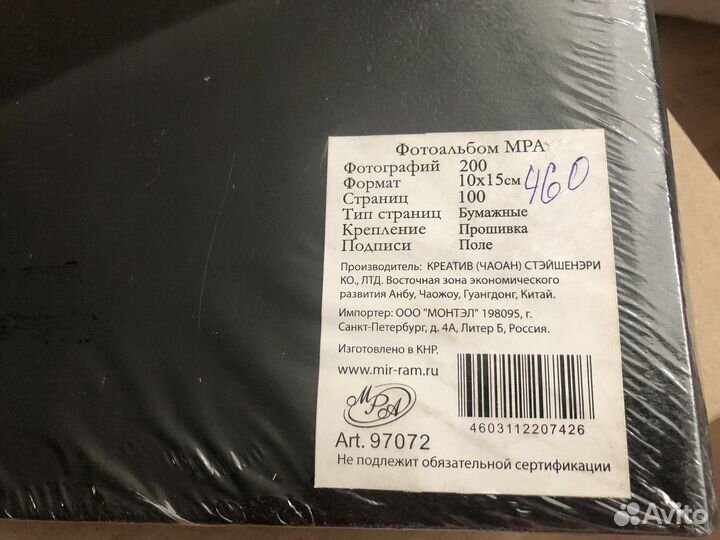 Фотоальбом МРА
Фотографий 200
Формат 10x15см
460
Страниц 100
Тип страниц Бумажные
Крепление Прошивка
Подписи Поле
Производитель: КРЕАТИВ (ЧАОАН) СТЭЙШЕНЭРИ
КО., ЛТД. Восточная зона экономического
развития Анбу, Чаожоу, Гуангдонг, Китай.
Импортер: ООО "МОНТЭЛ" 198095, г.
Санкт-Петербург, д. 4А, Литер Б, Россия.
Изготовлено в КНР.
www.mir-ram.ru
МРА
4603112207426
Art. 97072
Не подлежит обязательной сертификации
Avito